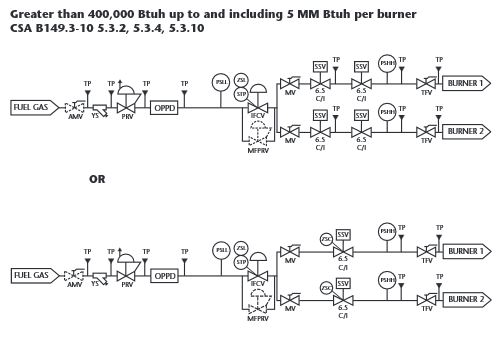 Greater than 400,000 Btuh up to and including 5 MM Btuh per burner
CSA B149.3-10 5.3.2, 5.3.4, 5.3.10
SSV TP SSV PSHH TP TP
TP TP TP TP PSLL ZSL STP BURNER 1
MV 6.5 C/I 6.5 C/I TFV
FUEL GAS AMV YS PRV OPPD IFCV
SSV TP SSV PSHH TP TP
MFPRV BURNER 2
MV 6.5 C/I 6.5 C/I TFV
OR
ZSC SSV PSHH TP TP
TP TP TP TP PSLL ZSL STP BURNER 1
MV 6.5 C/I TFV
FUEL GAS AMV YS PRV OPPD IFCV
ZSC SSV PSHH TP TP
MFPRV BURNER 2
MV 6.5 C/I TFV